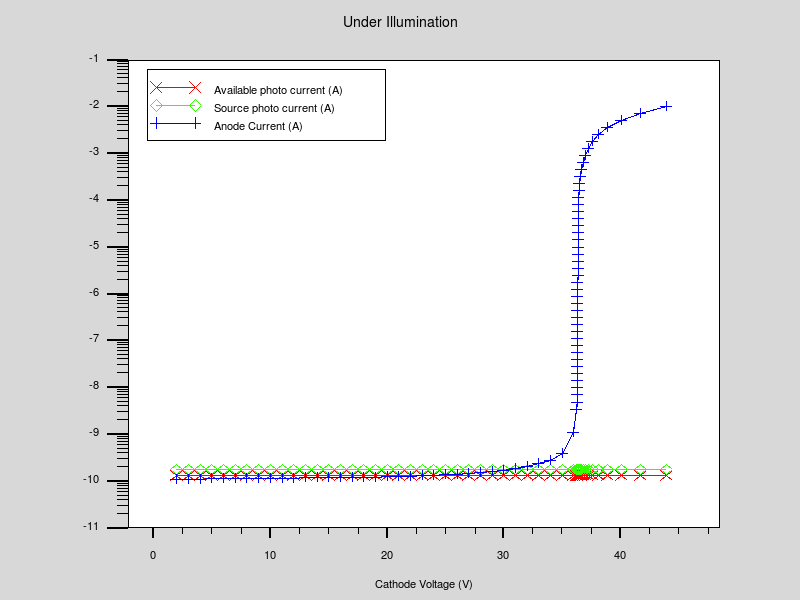 Under Illumination
-1
-2
-3
-4
-5
-6
-7
-8
-9
-10
-11
Available photo current (A)
Source photo current (A)
Anode Current (A)
0 10 20 30 40
Cathode Voltage (V)